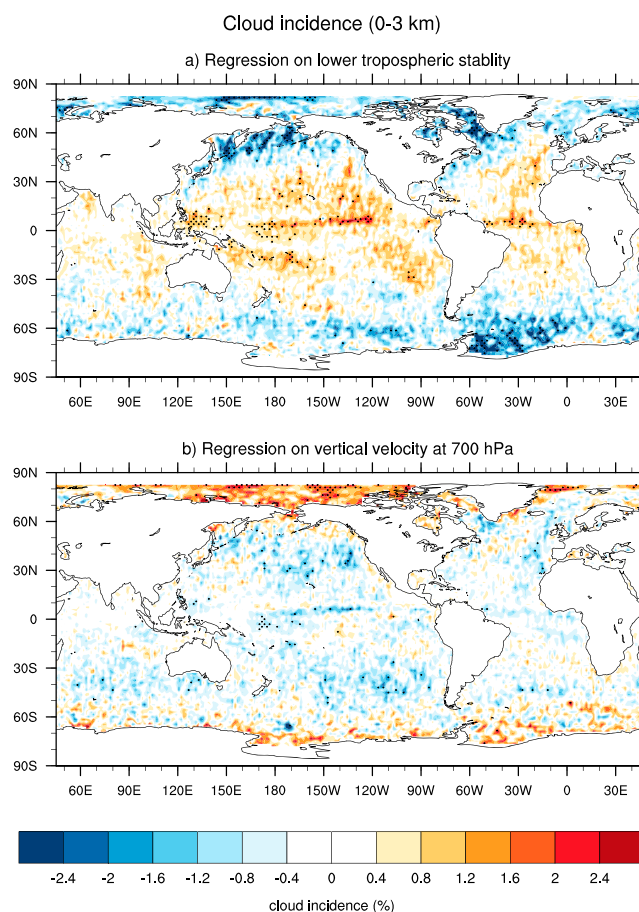 Cloud incidence (0-3 km)
a) Regression on lower tropospheric stablity
90N
60N
30N
0
30S
60S
90S
60E 90E 120E 150E 180 150W 120W 90W 60W 30W 0 30E
b) Regression on vertical velocity at 700 hPa
90N
60N
30N
0
30S
60S
90S
60E 90E 120E 150E 180 150W 120W 90W 60W 30W 0 30E
-2.4 -2 -1.6 -1.2 -0.8 -0.4 0 0.4 0.8 1.2 1.6 2 2.4
cloud incidence (%)